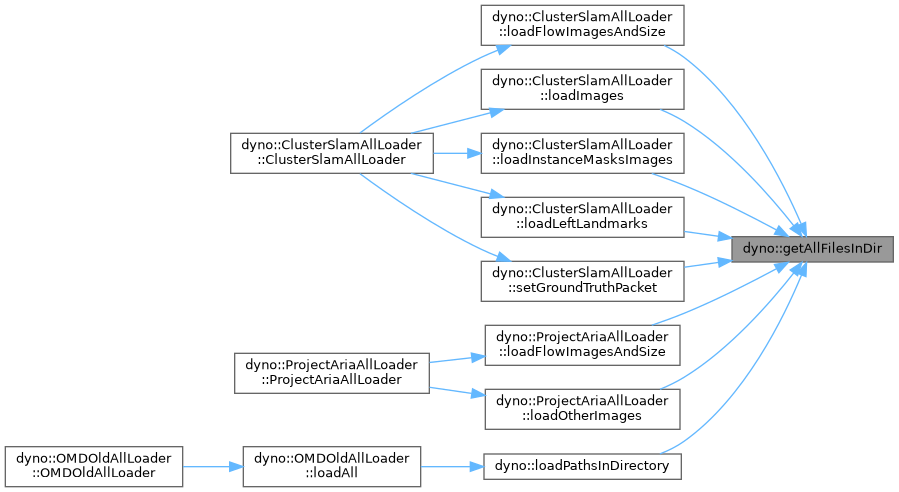 dyno::ClusterSlamAllLoader
::loadFlowImagesAndSize
dyno::ClusterSlamAllLoader
::loadImages
dyno::ClusterSlamAllLoader
::ClusterSlamAllLoader
dyno::ClusterSlamAllLoader
::loadInstanceMasksImages
dyno::ClusterSlamAllLoader
::loadLeftLandmarks
dyno::getAllFilesInDir
dyno::ClusterSlamAllLoader
::setGroundTruthPacket
dyno::ProjectAriaAllLoader
::loadFlowImagesAndSize
dyno::ProjectAriaAllLoader
::ProjectAriaAllLoader
dyno::ProjectAriaAllLoader
::loadOtherImages
dyno::OMDOldAllLoader
::OMDOldAllLoader
dyno::OMDOldAllLoader
::loadAll
dyno::loadPathsInDirectory